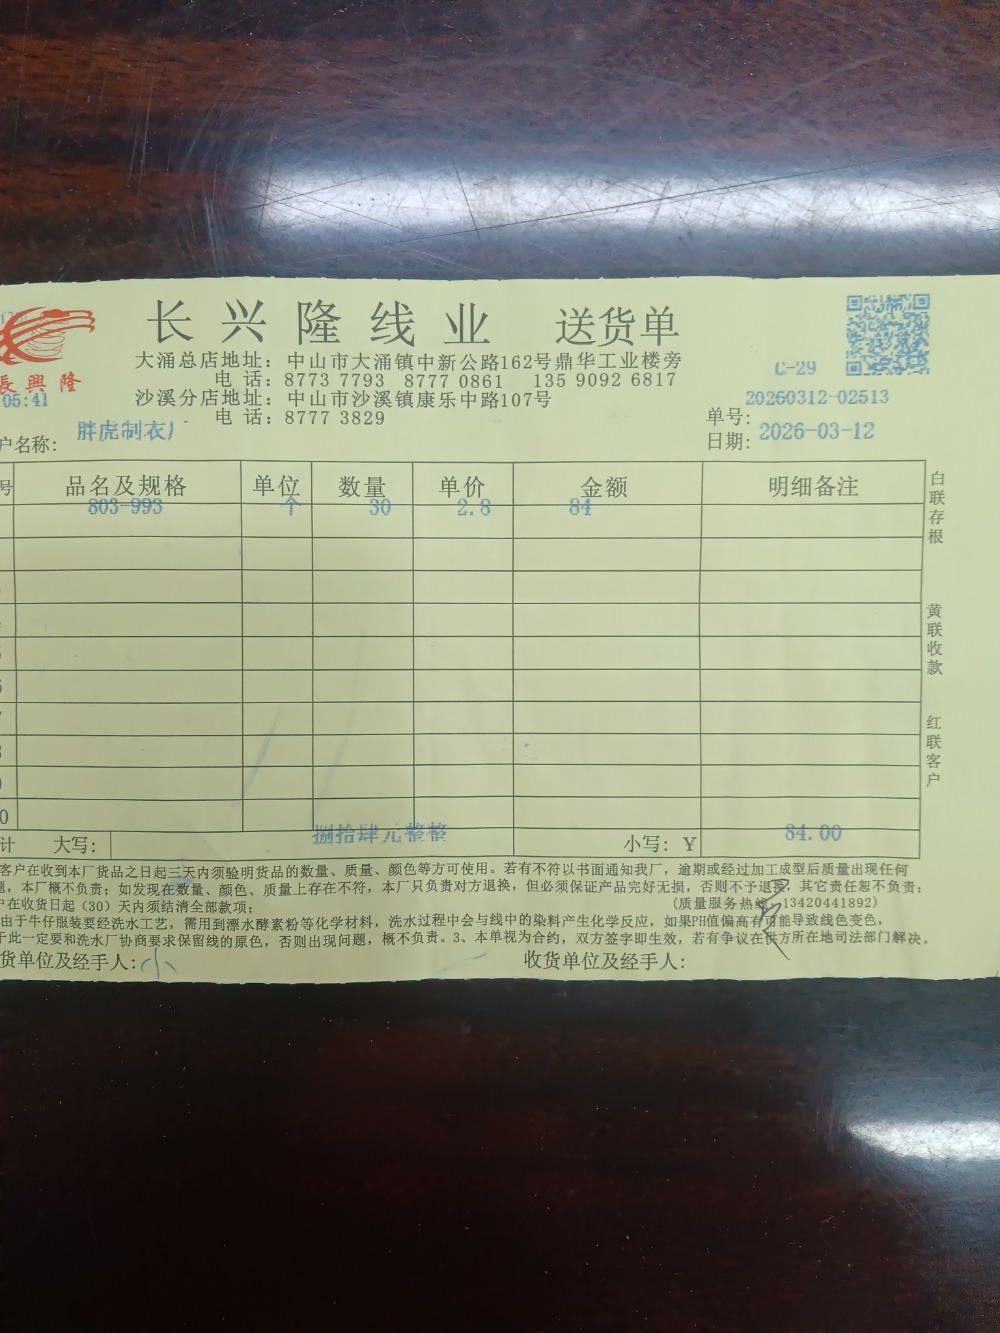 长兴隆线业 送货单
大涌总店地址：中山市大涌镇中新公路162号鼎华工业楼旁
电 话：8773 7793 8777 0861 135 9092 6817
C-29
長興隆
沙溪分店地址：中山市沙溪镇康乐中路107号
05:41
20260312-02513
电 话：8777 3829
单号:
户名称: 胖虎制衣厂
日期: 2026-03-12
号 品名及规格 单位 数量 单价 金额 明细备注
803-993 个 30 2.8 84
白联存根
黄联收款
红联客户
计 大写: 捌拾肆元整整 小写: Y 84.00
客户在收到本厂货品之日起三天内须验明货品的数量、质量、颜色等方可使用。若有不符以书面通知我厂，逾期或经过加工成型后质量出现任何
题，本厂概不负责；如发现在数量、颜色、质量上存在不符，本厂只负责对方退换，但必须保证产品完好无损，否则不予退换，其它责任恕不负责；
户在收货日起（30）天内须结清全部款项； (质量服务热线：13420441892)
由于牛仔服装要经洗水工艺，需用到漂水酵素粉等化学材料，洗水过程中会与线中的染料产生化学反应，如果PH值偏高有可能导致线色变色，
于此一定要和洗水厂协商要求保留线的原色，否则出现问题，概不负责。3、本单视为合约，双方签字即生效，若有争议在供方所在地司法部门解决。
货单位及经手人: 小 收货单位及经手人: